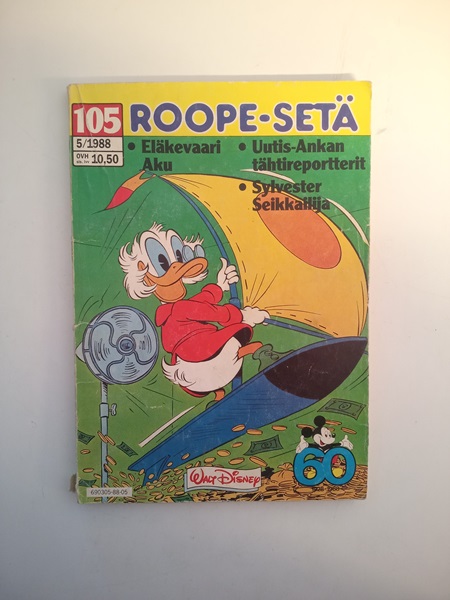 105 ROOPE-SETÄ
5/1988
OVH
10,50
• Eläkevaari
Aku
• Uutis-Ankan
tähtireportterit
• Sylvester
Seikkailija
60
WALT DISNEY
690305-88-05